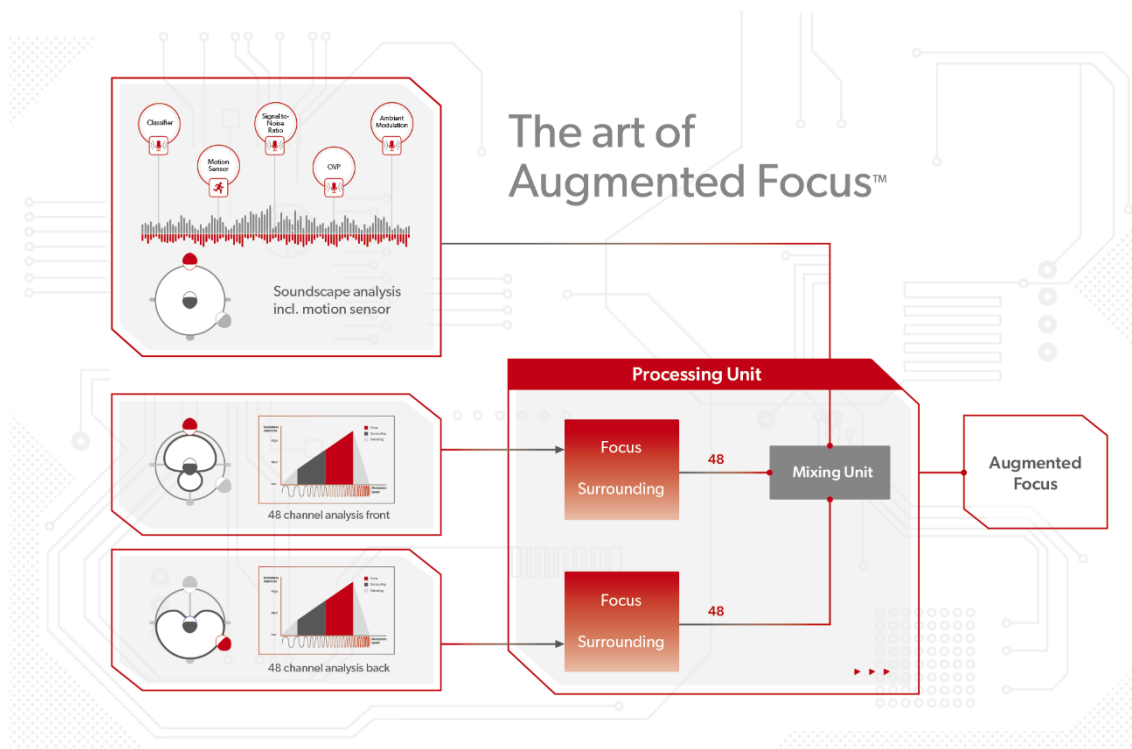 The art of
Augmented Focus™
Classifier
Signal-to-
Noise
Ratio
Ambient
Modulation
Motion
Sensor
OVP
Soundscape analysis
incl. motion sensor
Processing Unit
Focus
Surrounding
48
Mixing Unit
Augmented
Focus
48 channel analysis front
Focus
Surrounding
48
48 channel analysis back